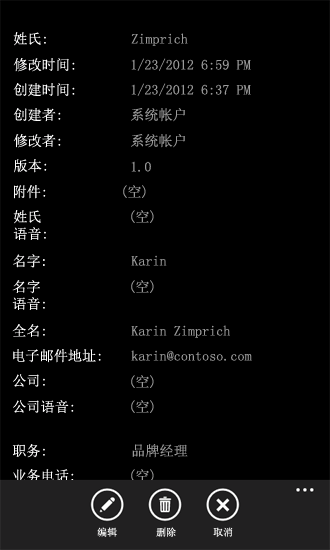 姓氏: Zimprich
修改时间: 1/23/2012 6:59 PM
创建时间: 1/23/2012 6:37 PM
创建者: 系统帐户
修改者: 系统帐户
版本: 1.0
附件: (空)
姓氏 (空)
语音:
名字: Karin
名字 (空)
语音:
全名: Karin Zimprich
电子邮件地址: karin@contoso.com
公司: (空)
公司语音: (空)
职务: 品牌经理
业务电话: (空)
编辑 删除 取消